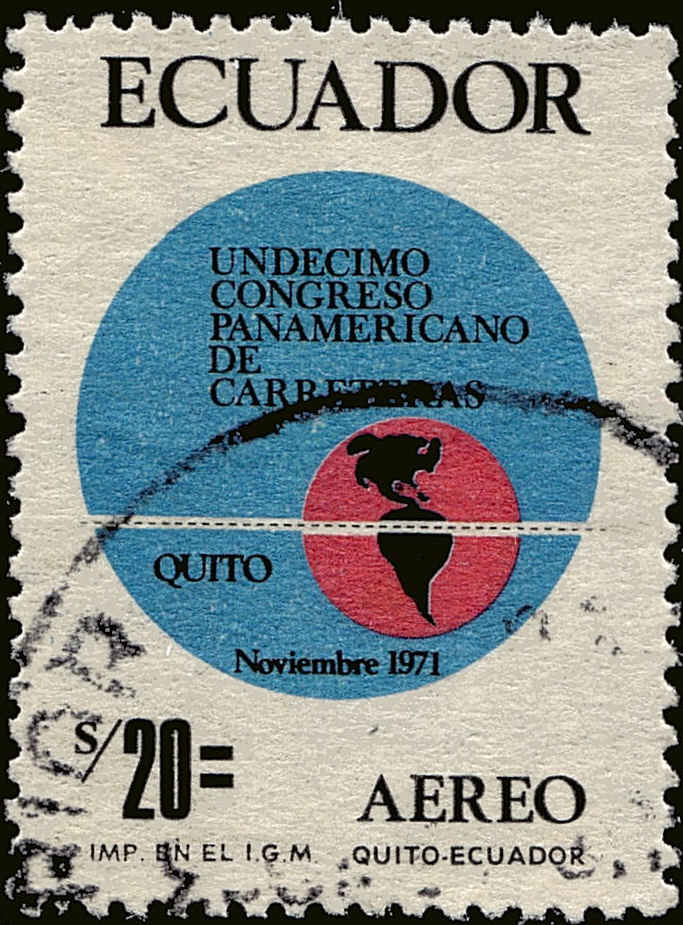 ECUADOR
UNDECIMO
CONGRESO
PANAMERICANO
DE
CARRETERAS
QUITO
Noviembre 1971
S/20=
AEREO
IMP. EN EL I.G.M. QUITO-ECUADOR